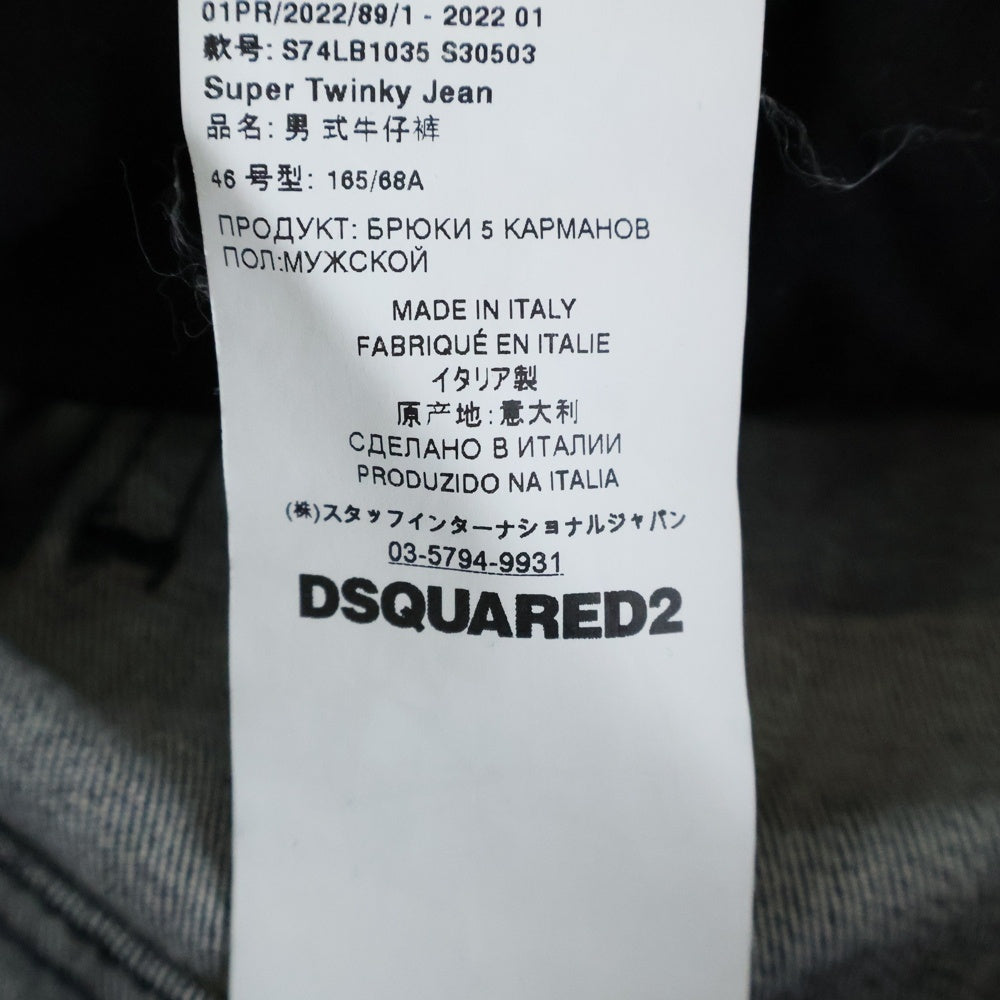 01PR/2022/89/1 - 2022 01
款号: S74LB1035 S30503
Super Twinky Jean
品名: 男 式牛仔裤
46 号型: 165/68A
ПРОДУКТ: БРЮКИ 5 КАРМАНОВ
ПОЛ:МУЖСКОЙ
MADE IN ITALY
FABRIQUÉ EN ITALIE
イタリア製
原产地:意大利
СДЕЛАНО В ИТАЛИИ
PRODUZIDO NA ITALIA
(株)スタッフインターナショナルジャパン
03-5794-9931
DSQUARED2